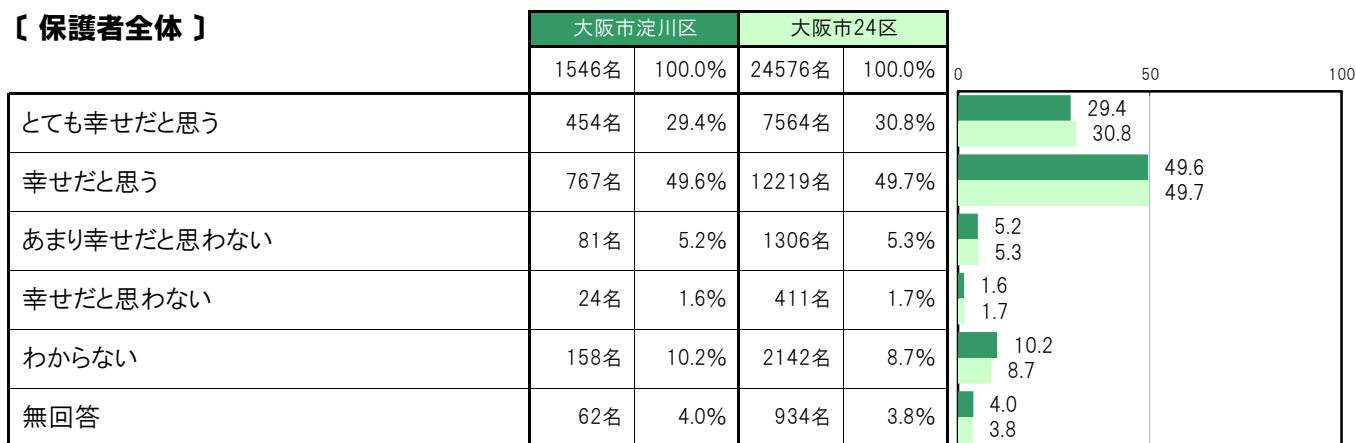 〔 保護者全体 〕
大阪市淀川区 大阪市24区
1546名 100.0% 24576名 100.0% 0 50 100
とても幸せだと思う 454名 29.4% 7564名 30.8% 29.4
30.8
幸せだと思う 767名 49.6% 12219名 49.7% 49.6
49.7
あまり幸せだと思わない 81名 5.2% 1306名 5.3% 5.2
5.3
幸せだと思わない 24名 1.6% 411名 1.7% 1.6
1.7
わからない 158名 10.2% 2142名 8.7% 10.2
8.7
無回答 62名 4.0% 934名 3.8% 4.0
3.8